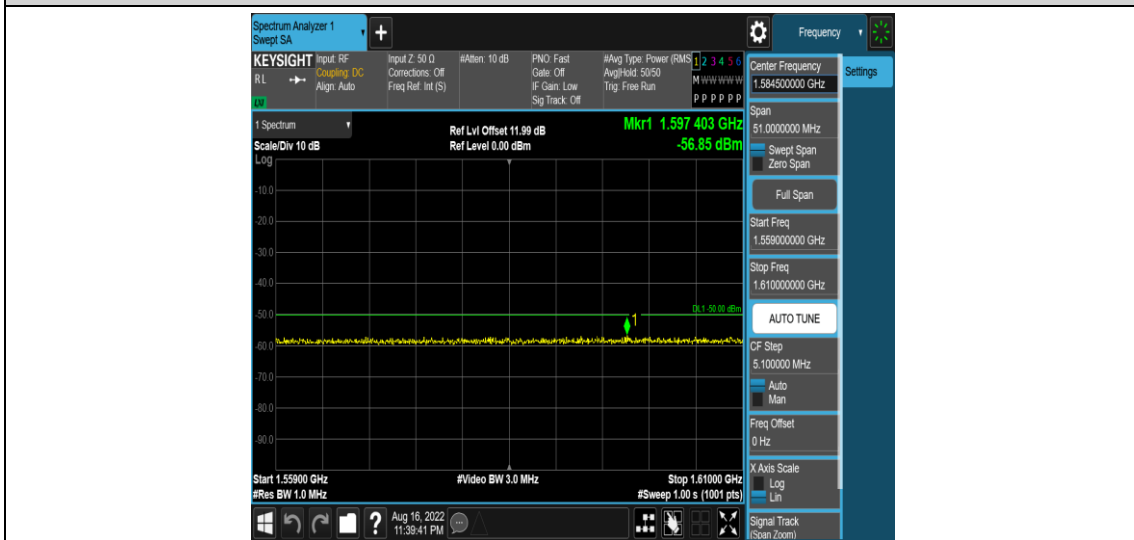 Spectrum Analyzer 1
Swept SA
+
Frequency
KEYSIGHT
RL
LXI
Input: RF
Coupling: DC
Align: Auto
Input Z: 50 Ω
Corrections: Off
Freq Ref: Int (S)
#Atten: 10 dB
PNO: Fast
Gate: Off
IF Gain: Low
Sig Track: Off
#Avg Type: Power (RMS
Avg|Hold: 50/50
Trig: Free Run
1 2 3 4 5 6
M W W W W W
P P P P P P
Settings
1 Spectrum
Scale/Div 10 dB
Ref Lvl Offset 11.99 dB
Ref Level 0.00 dBm
Mkr1 1.597 403 GHz
-56.85 dBm
Log
-10.0
-20.0
-30.0
-40.0
-50.0
-60.0
-70.0
-80.0
-90.0
DL1 -50.00 dBm
1
Start 1.55900 GHz
#Res BW 1.0 MHz
#Video BW 3.0 MHz
Stop 1.61000 GHz
#Sweep 1.00 s (1001 pts)
Center Frequency
1.584500000 GHz
Span
51.0000000 MHz
Swept Span
Zero Span
Full Span
Start Freq
1.559000000 GHz
Stop Freq
1.610000000 GHz
AUTO TUNE
CF Step
5.100000 MHz
Auto
Man
Freq Offset
0 Hz
X Axis Scale
Log
Lin
Signal Track
(Span Zoom)
?
Aug 16, 2022
11:39:41 PM